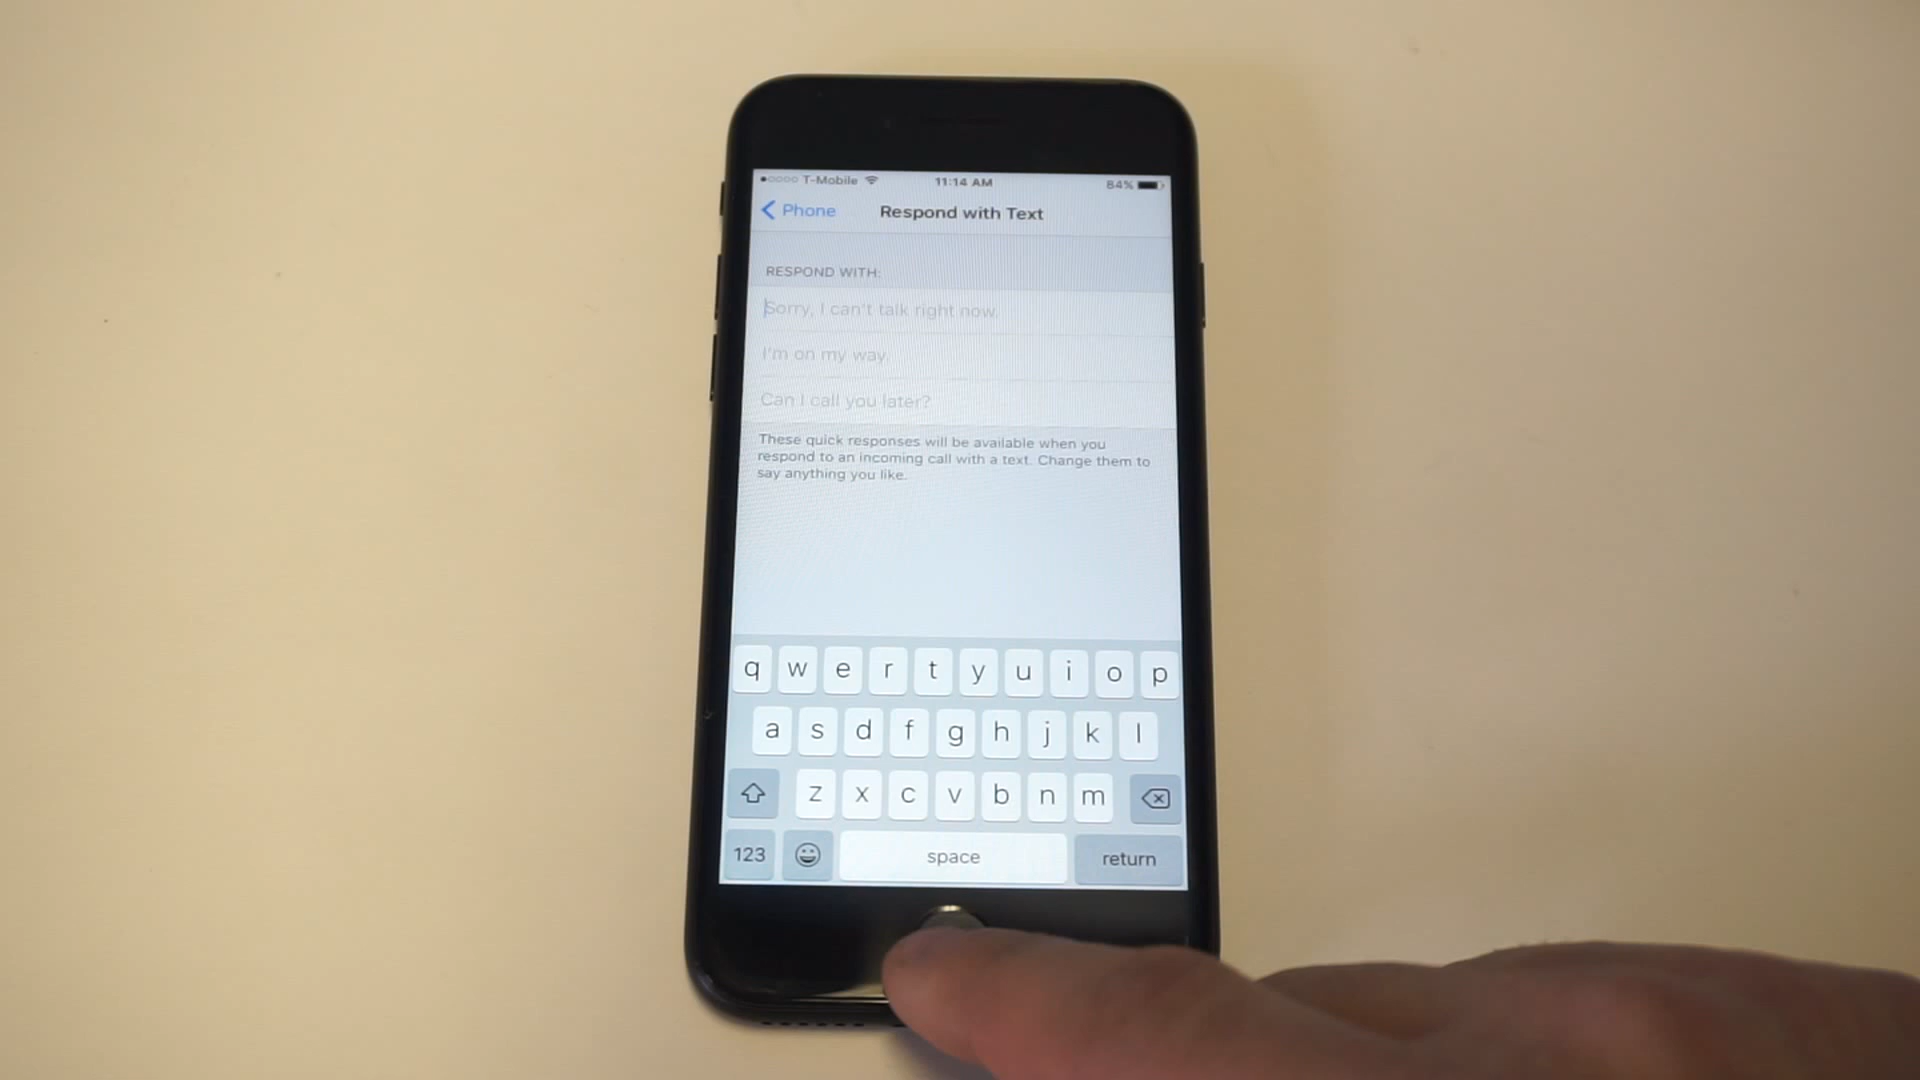 T-Mobile 11:14 AM 84%
Phone Respond with Text
RESPOND WITH:
Sorry, I can't talk right now.
I'm on my way.
Can I call you later?
These quick responses will be available when you
respond to an incoming call with a text. Change them to
say anything you like.
q w e r t y u i o p
a s d f g h j k l
z x c v b n m
123 space return